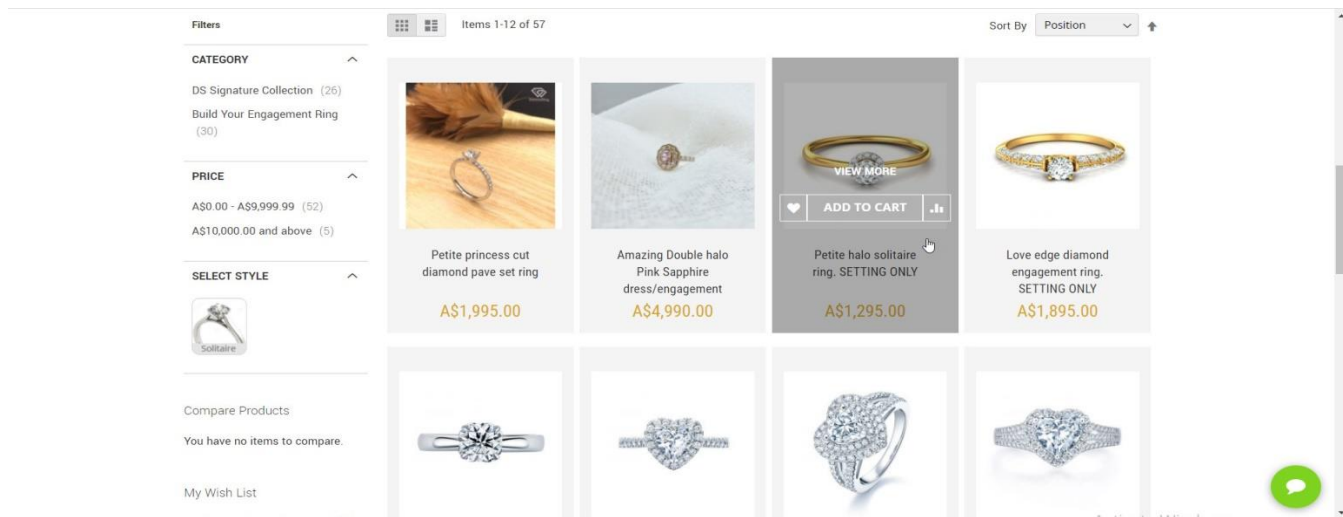 Filters
Items 1-12 of 57
Sort By Position
CATEGORY
DS Signature Collection (26)
Build Your Engagement Ring
(30)
PRICE
A$0.00 - A$9,999.99 (52)
A$10,000.00 and above (5)
SELECT STYLE
Solitaire
Compare Products
You have no items to compare.
My Wish List
Petite princess cut
diamond pave set ring
A$1,995.00
Amazing Double halo
Pink Sapphire
dress/engagement
A$4,990.00
VIEW MORE
ADD TO CART
Petite halo solitaire
ring. SETTING ONLY
A$1,295.00
Love edge diamond
engagement ring.
SETTING ONLY
A$1,895.00